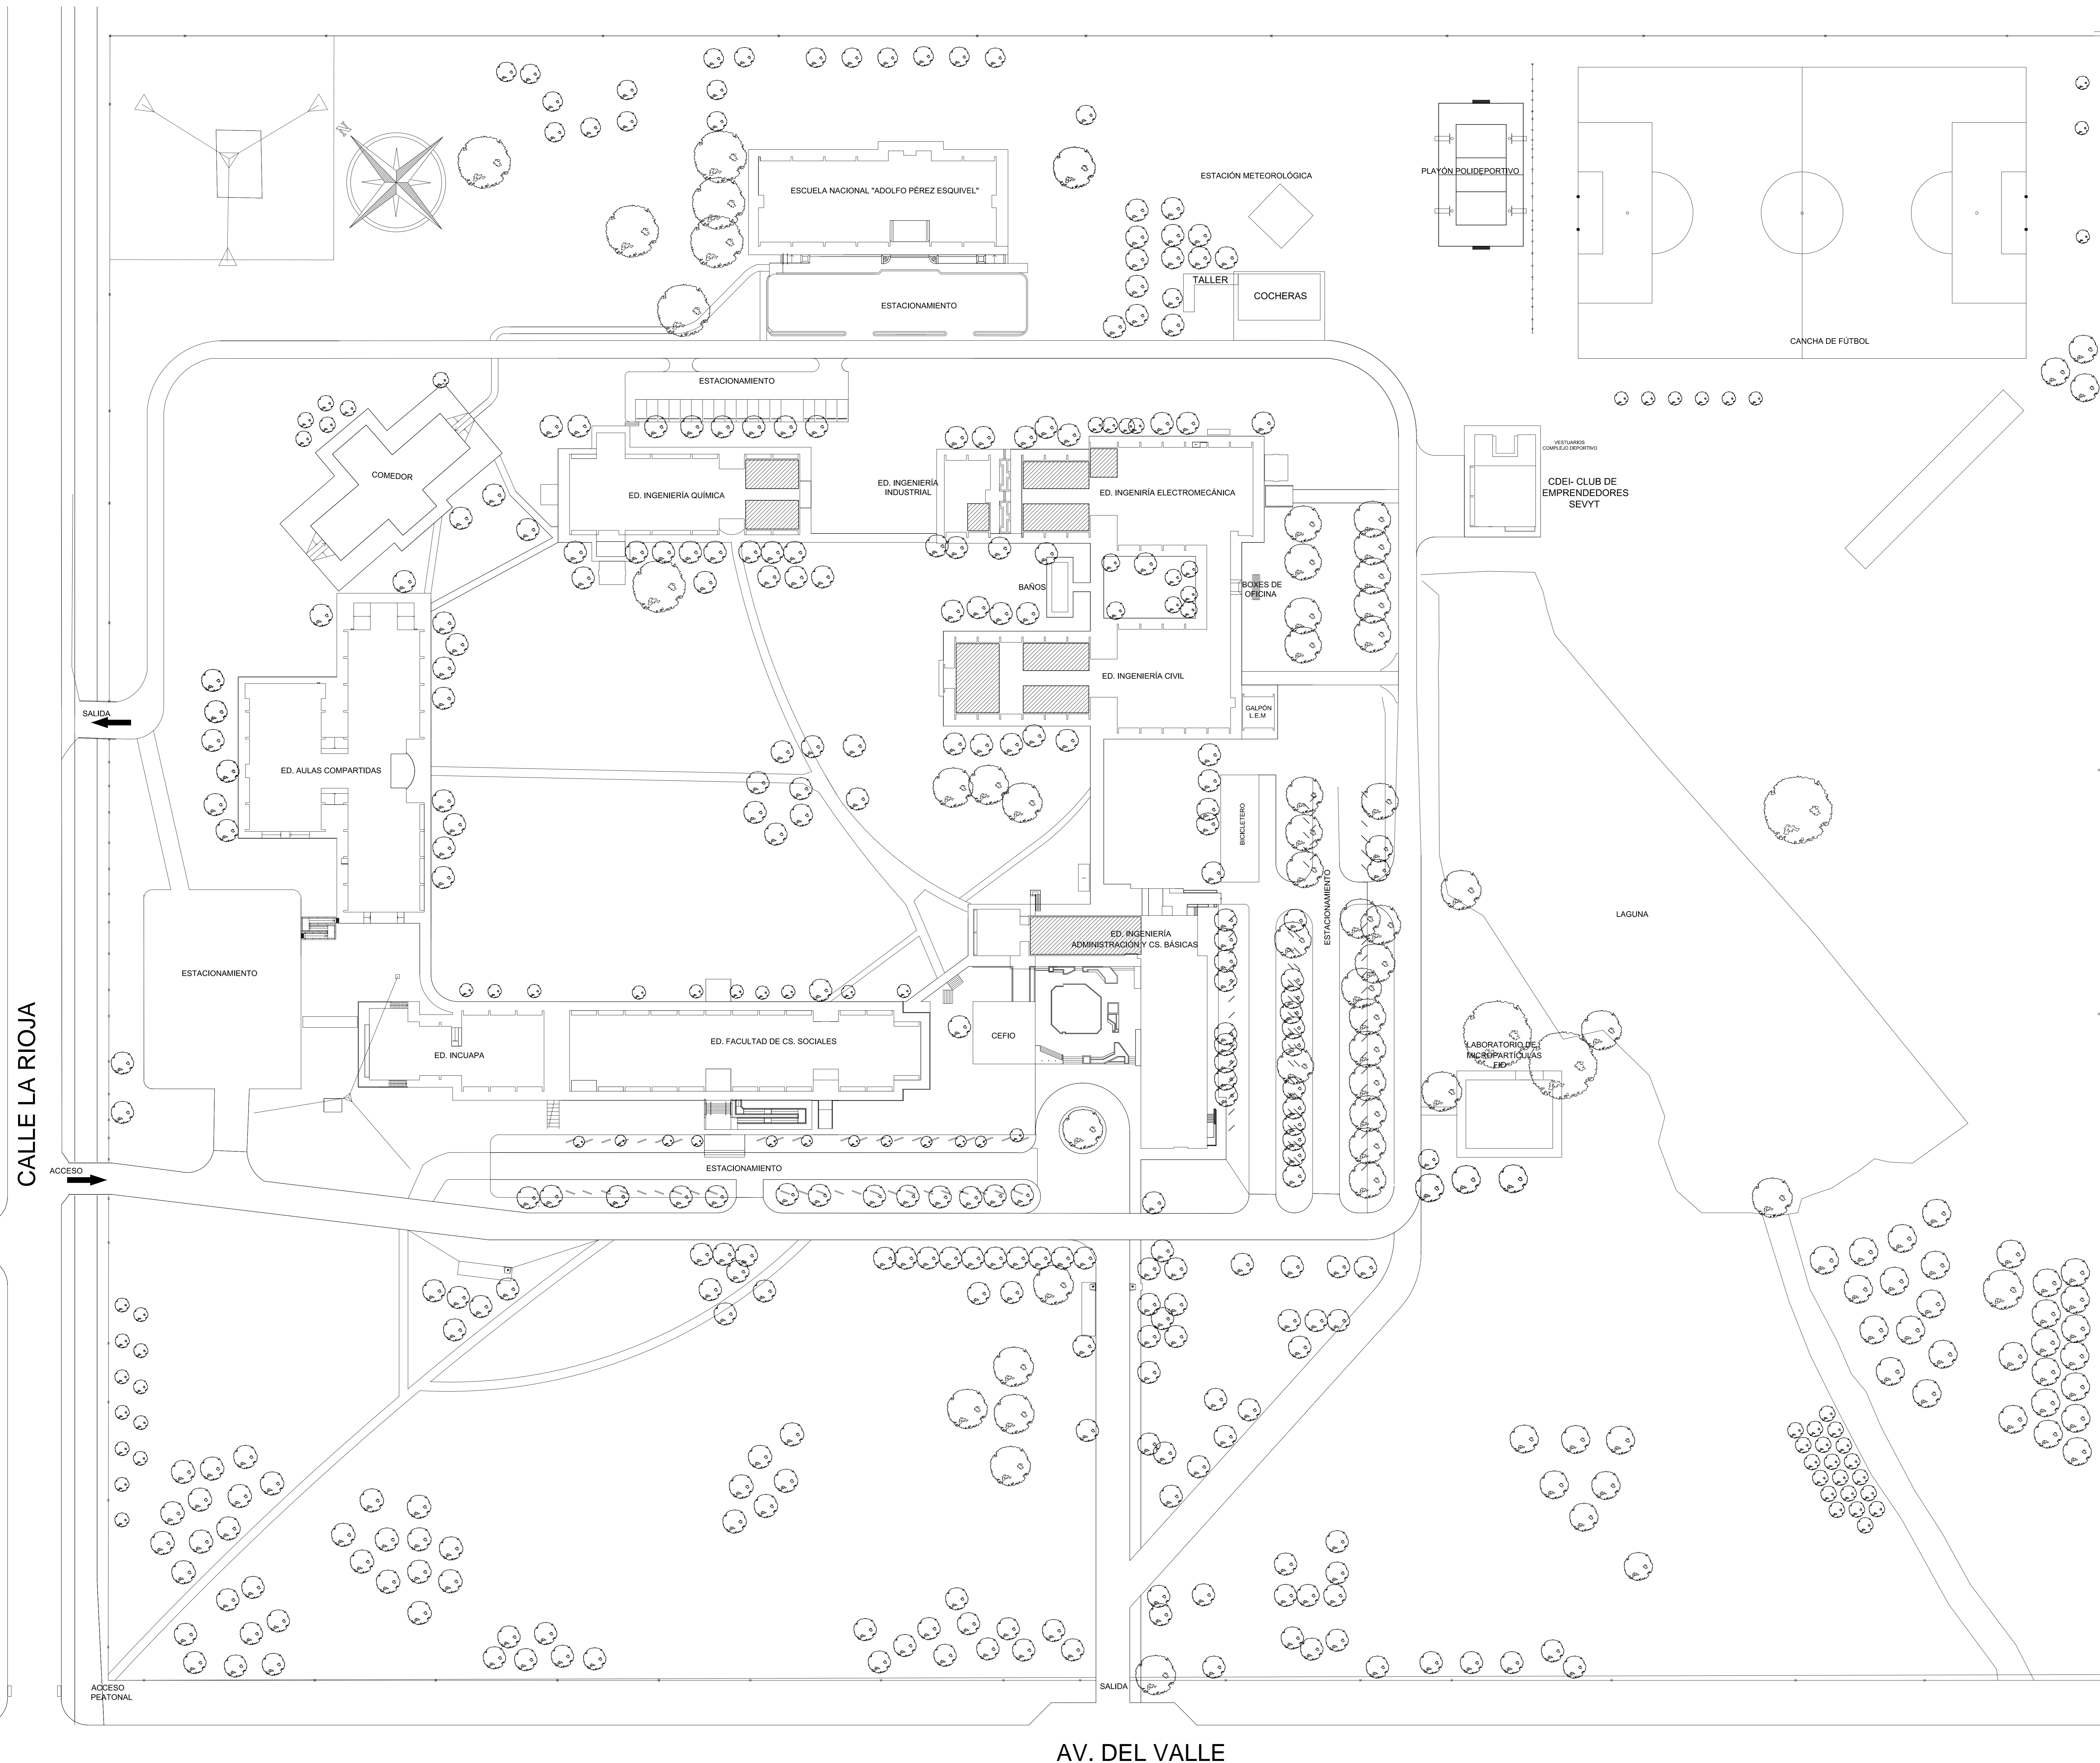 N
ESCUELA NACIONAL "ADOLFO PÉREZ ESQUIVEL"
ESTACIÓN METEOROLÓGICA
PLAYÓN POLIDEPORTIVO
TALLER
COCHERAS
ESTACIONAMIENTO
CANCHA DE FÚTBOL
ESTACIONAMIENTO
COMEDOR
ED. INGENIERÍA QUÍMICA
ED. INGENIERÍA
INDUSTRIAL
ED. INGENIRÍA ELECTROMECÁNICA
VESTUARIOS
COMPLEJO DEPORTIVO
CDEI- CLUB DE
EMPRENDEDORES
SEVYT
BAÑOS
BOXES DE
OFICINA
ED. INGENIERÍA CIVIL
GALPÓN
L.E.M
SALIDA
ED. AULAS COMPARTIDAS
BICICLETERO
ESTACIONAMIENTO
LAGUNA
ED. INGENIERÍA
ADMINISTRACIÓN Y CS. BÁSICAS
ESTACIONAMIENTO
CEFIO
ED. INCUAPA
ED. FACULTAD DE CS. SOCIALES
LABORATORIO DE
MICROPARTÍCULAS
FIO
CALLE LA RIOJA
ACCESO
ESTACIONAMIENTO
ACCESO
PEATONAL
SALIDA
AV. DEL VALLE